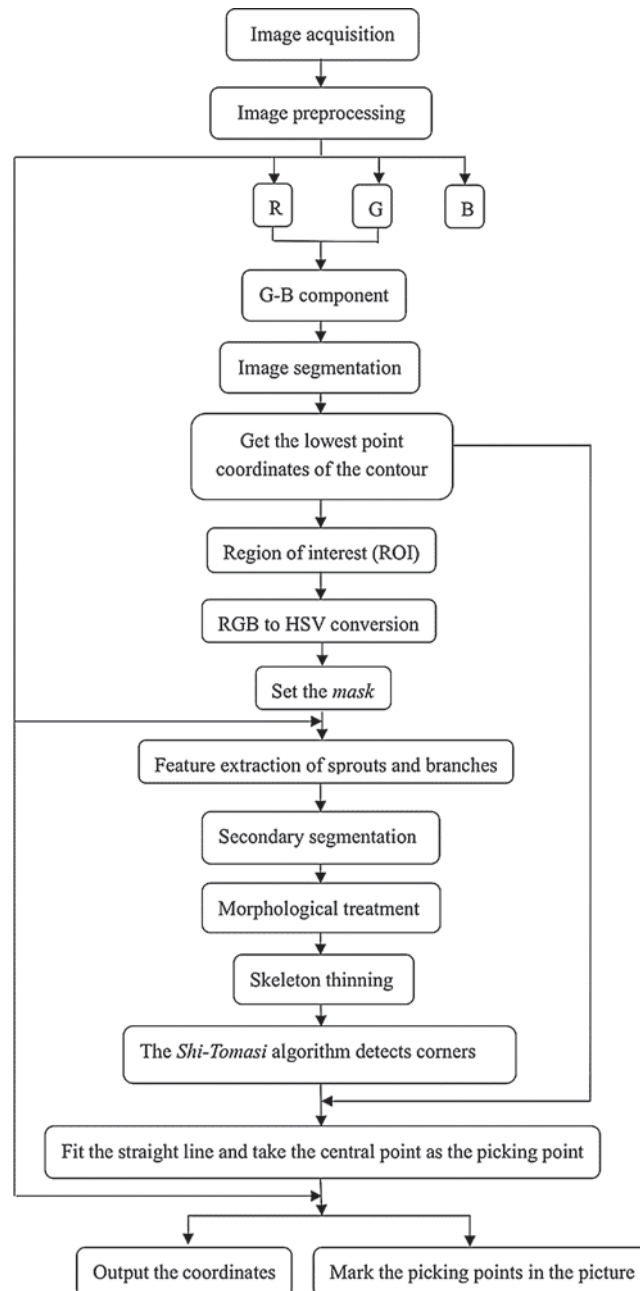 Image acquisition
Image preprocessing
R
G
B
G-B component
Image segmentation
Get the lowest point
coordinates of the contour
Region of interest (ROI)
RGB to HSV conversion
Set the mask
Feature extraction of sprouts and branches
Secondary segmentation
Morphological treatment
Skeleton thinning
The Shi-Tomasi algorithm detects corners
Fit the straight line and take the central point as the picking point
Output the coordinates
Mark the picking points in the picture